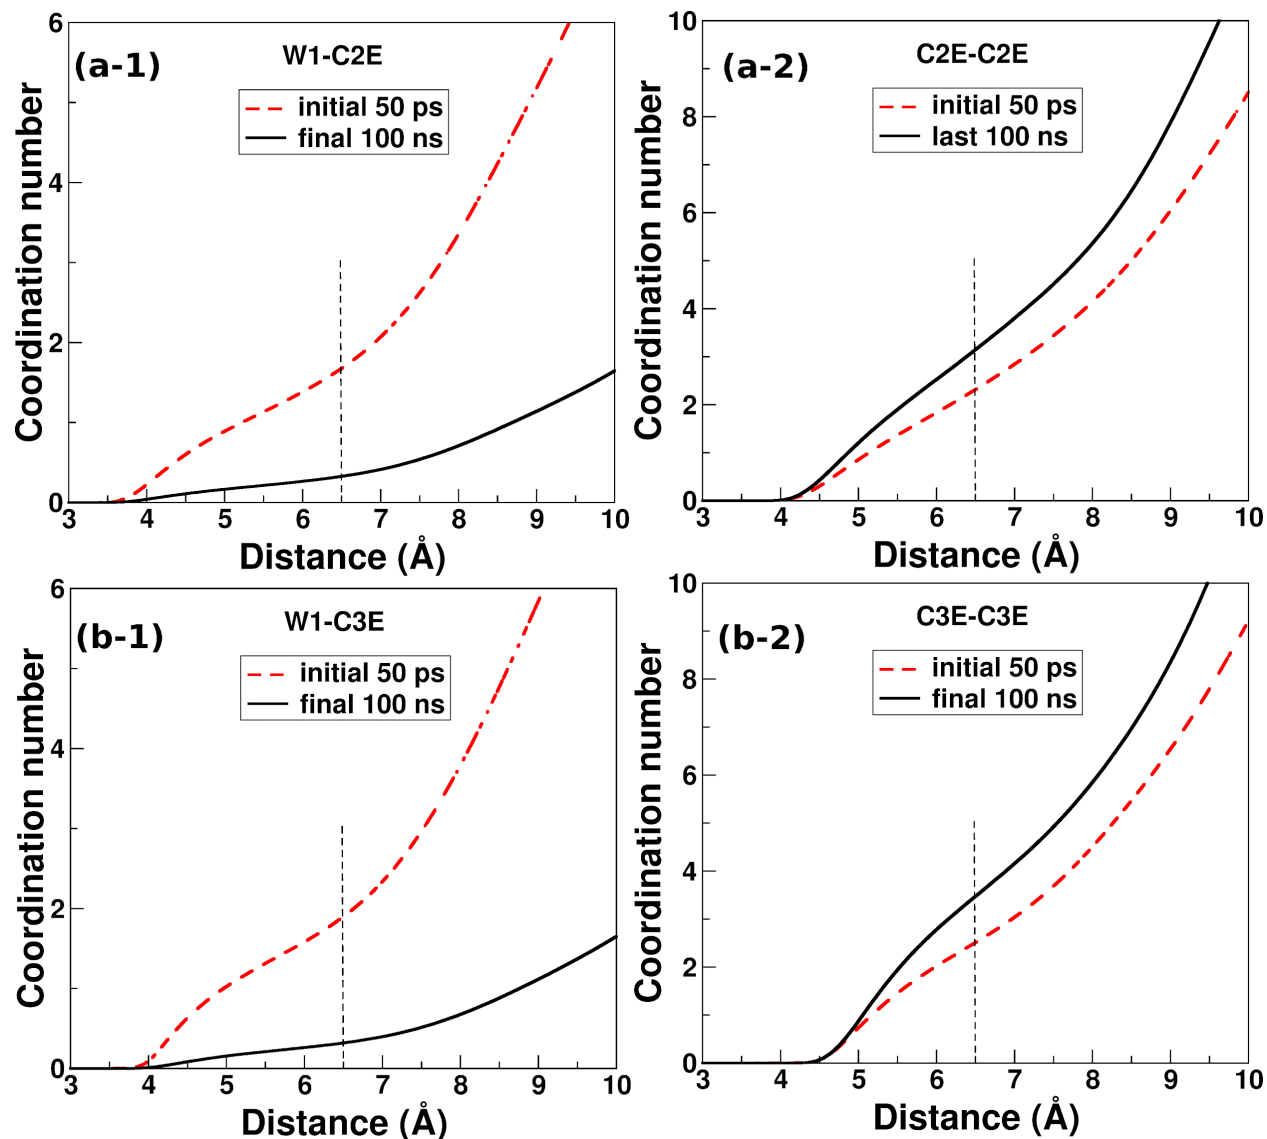 (a-1)
W1-C2E
initial 50 ps
final 100 ns
Coordination number
6
4
2
0
3 4 5 6 7 8 9 10
Distance (Å)
(a-2)
C2E-C2E
initial 50 ps
last 100 ns
Coordination number
10
8
6
4
2
0
3 4 5 6 7 8 9 10
Distance (Å)
(b-1)
W1-C3E
initial 50 ps
final 100 ns
Coordination number
6
4
2
0
3 4 5 6 7 8 9 10
Distance (Å)
(b-2)
C3E-C3E
initial 50 ps
final 100 ns
Coordination number
10
8
6
4
2
0
3 4 5 6 7 8 9 10
Distance (Å)